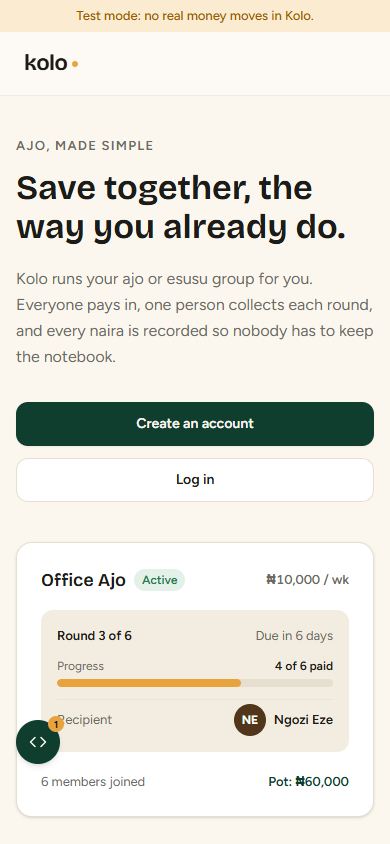 Test mode: no real money moves in Kolo.
kolo
AJO, MADE SIMPLE
Save together, the
way you already do.
Kolo runs your ajo or esusu group for you.
Everyone pays in, one person collects each round,
and every naira is recorded so nobody has to keep
the notebook.
Create an account
Log in
Office Ajo Active ₦10,000 / wk
Round 3 of 6 Due in 6 days
Progress 4 of 6 paid
Recipient NE Ngozi Eze
1
6 members joined Pot: ₦60,000